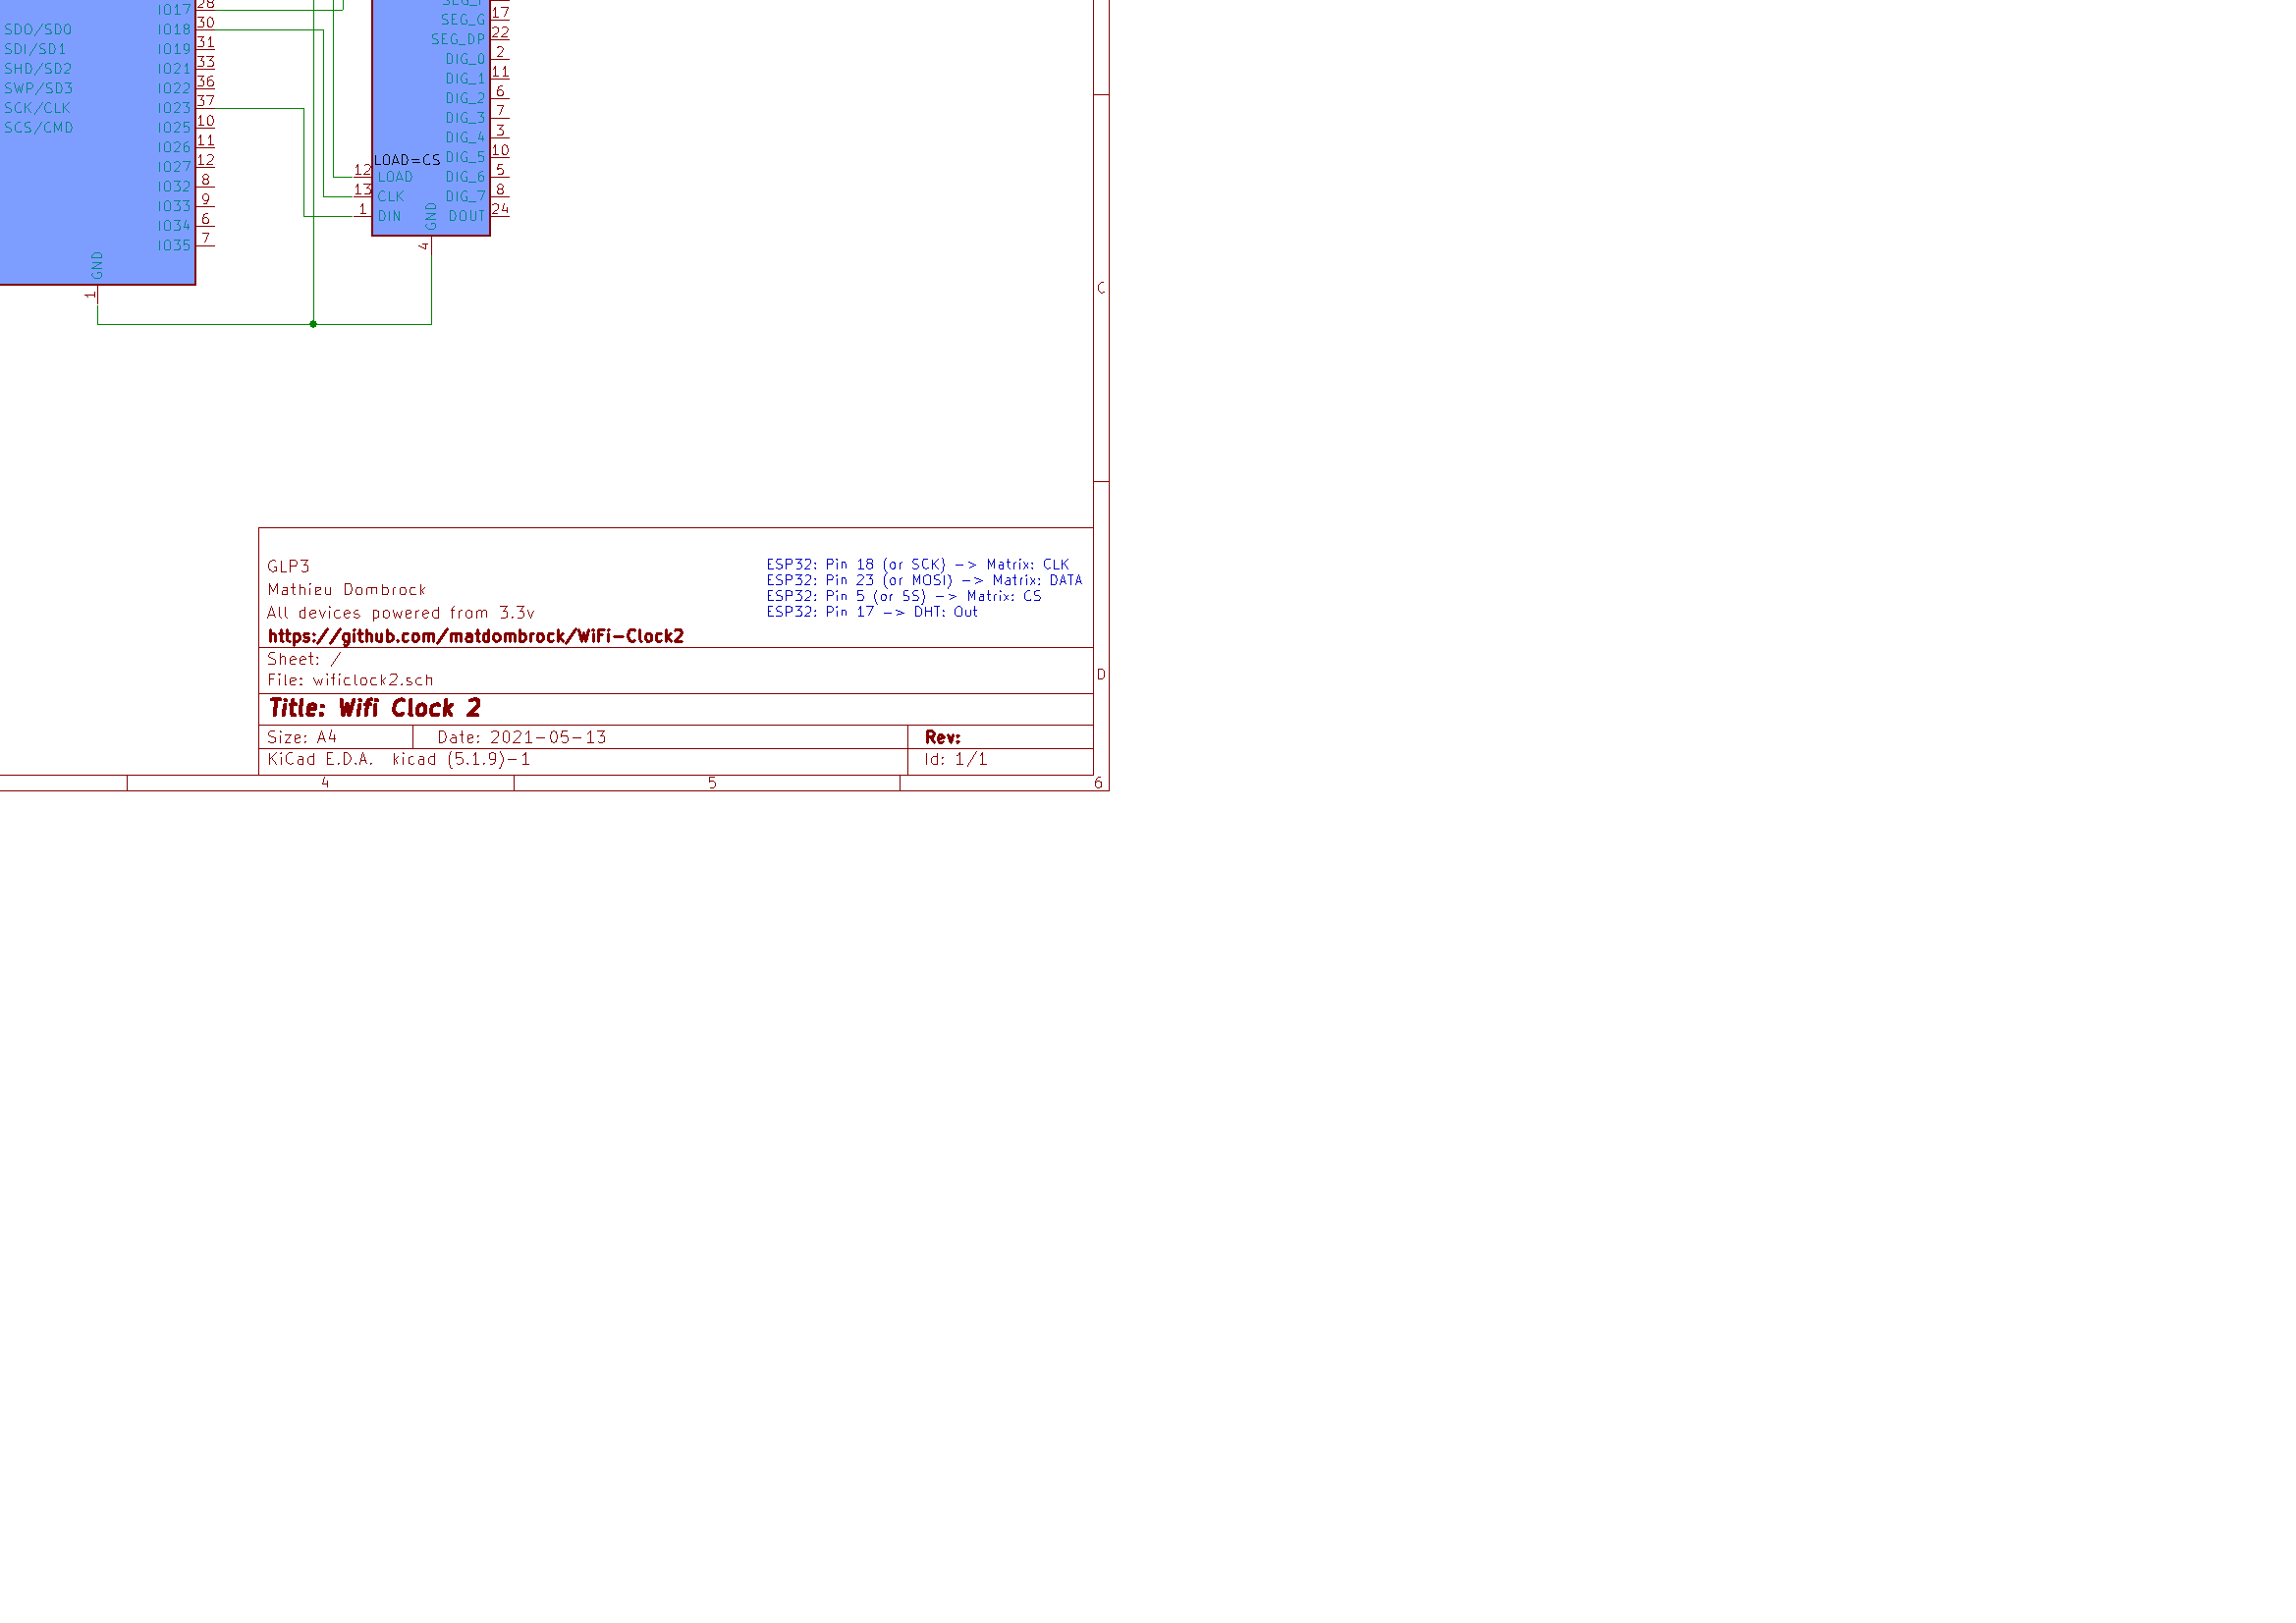 28
IO17
SEG_F
17
SEG_G
30
SDO/SD0
IO18
22
SEG_DP
31
SDI/SD1
IO19
2
DIG_0
33
SHD/SD2
IO21
11
DIG_1
36
SWP/SD3
IO22
6
DIG_2
37
SCK/CLK
IO23
7
DIG_3
10
SCS/CMD
IO25
3
DIG_4
11
IO26
10
LOAD=CS
DIG_5
12
IO27
12
LOAD
5
DIG_6
8
IO32
13
CLK
8
DIG_7
9
IO33
1
DIN
GND
24
DOUT
6
IO34
7
IO35
4
GND
1
C
GLP3
Mathieu Dombrock
All devices powered from 3.3v
https://github.com/matdombrock/WiFi-Clock2
ESP32: Pin 18 (or SCK) -> Matrix: CLK
ESP32: Pin 23 (or MOSI) -> Matrix: DATA
ESP32: Pin 5 (or SS) -> Matrix: CS
ESP32: Pin 17 -> DHT: Out
Sheet: /
File: wificlock2.sch
D
Title: Wifi Clock 2
Size: A4
Date: 2021-05-13
Rev:
KiCad E.D.A. kicad (5.1.9)-1
Id: 1/1
4
5
6